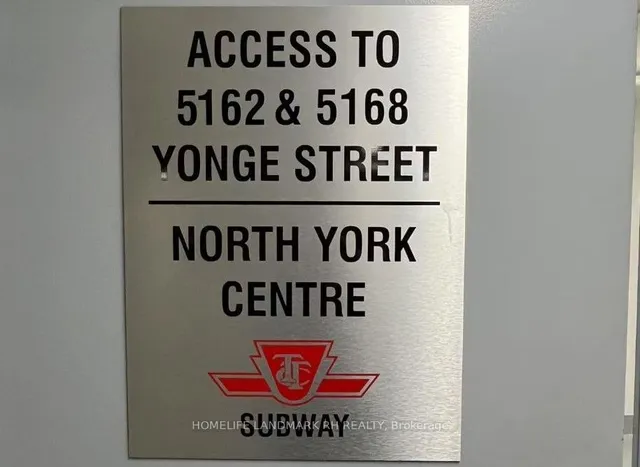 ACCESS TO
5162 & 5168
YONGE STREET
NORTH YORK
CENTRE
TTC
HOMELIFE LANDMARK RH REALTY, Brokerage
SUBWAY